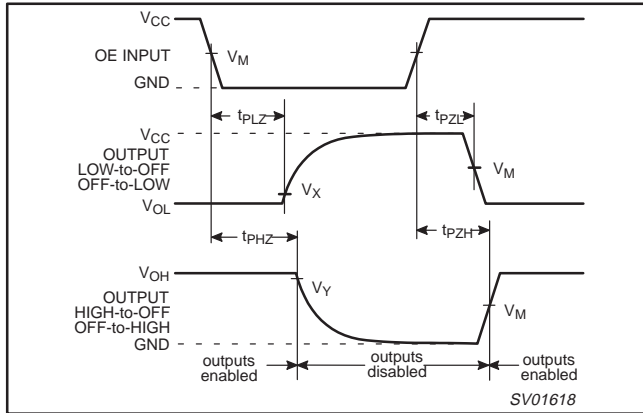 VCC
OE INPUT
VM
GND
tPLZ
tPZL
VCC
OUTPUT
LOW-to-OFF
OFF-to-LOW
VX
VM
VOL
tPHZ
tPZH
VOH
OUTPUT
HIGH-to-OFF
OFF-to-HIGH
VY
VM
GND
outputs
enabled
outputs
disabled
outputs
enabled
SV01618